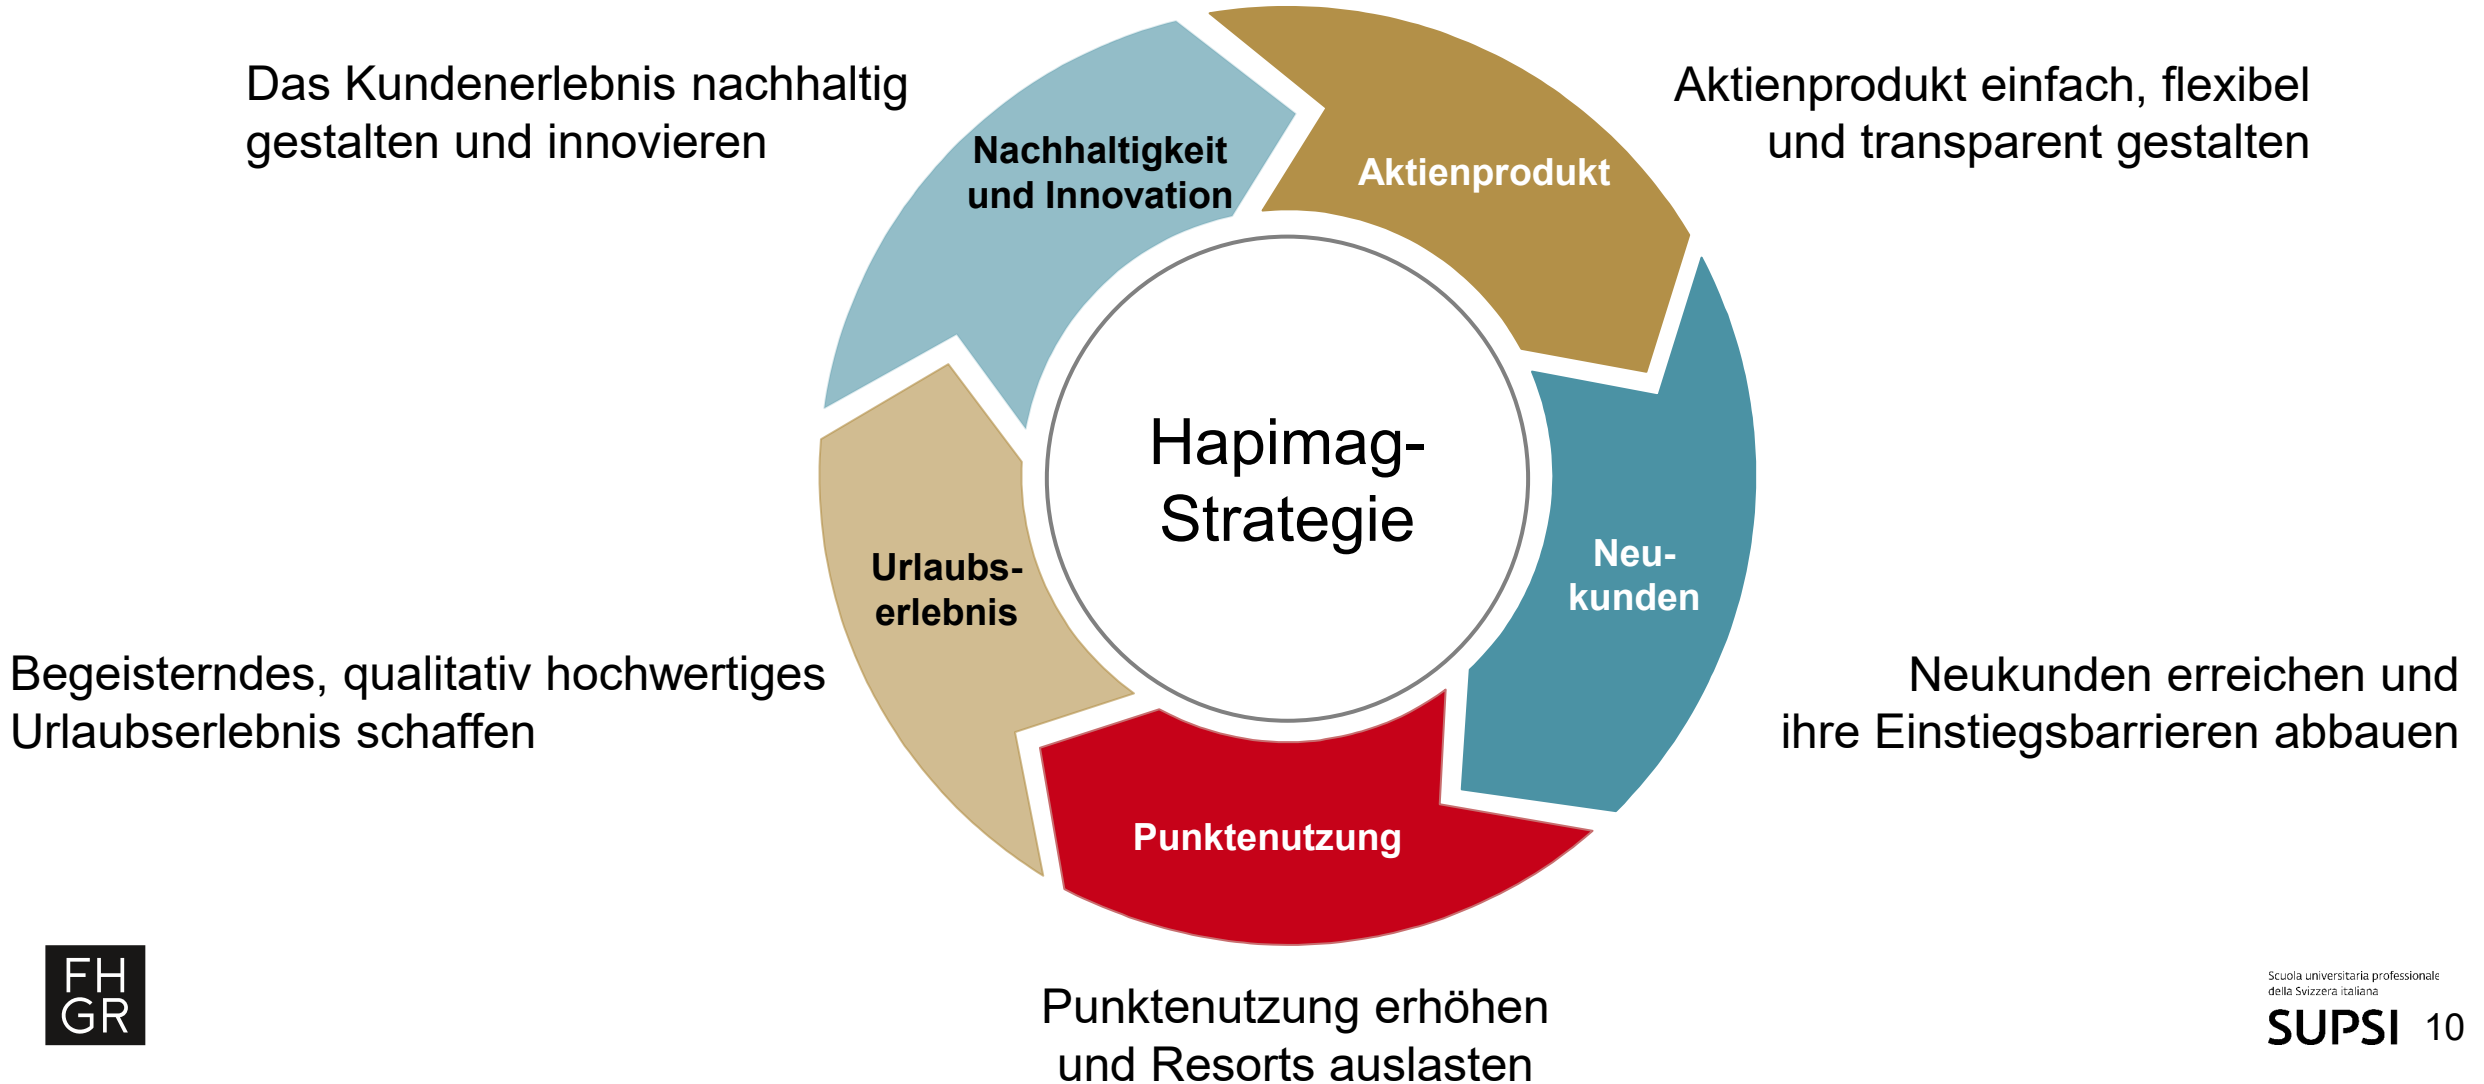 Das Kundenerlebnis nachhaltig
gestalten und innovieren
Aktienprodukt einfach, flexibel
und transparent gestalten
Nachhaltigkeit
und Innovation
Aktienprodukt
Hapimag-
Strategie
Urlaubs-
erlebnis
Neu-
kunden
Begeisterndes, qualitativ hochwertiges
Urlaubserlebnis schaffen
Neukunden erreichen und
ihre Einstiegsbarrieren abbauen
Punktenutzung
Punktenutzung erhöhen
und Resorts auslasten
FH
GR
Scuola universitaria professionale
della Svizzera italiana
SUPSI
10